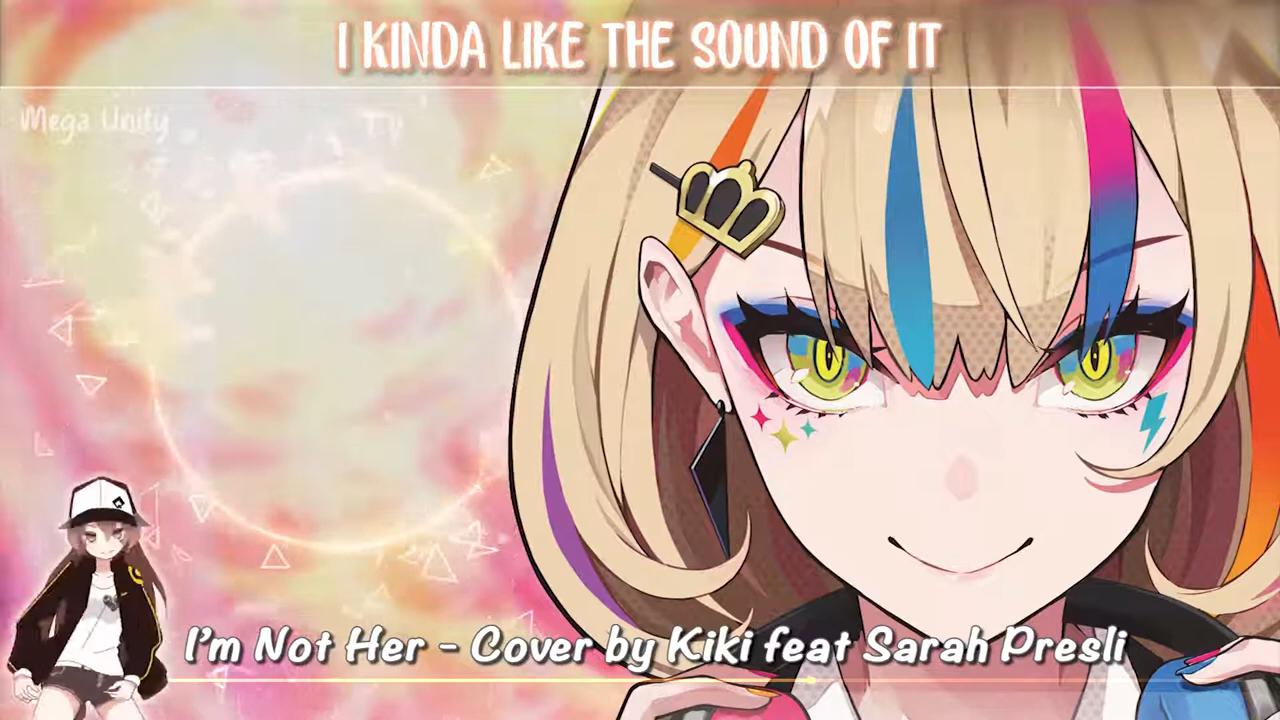 I KINDA LIKE THE SOUND OF IT
Mega Unity TV
I'm Not Her - Cover by Kiki feat Sarah Presli